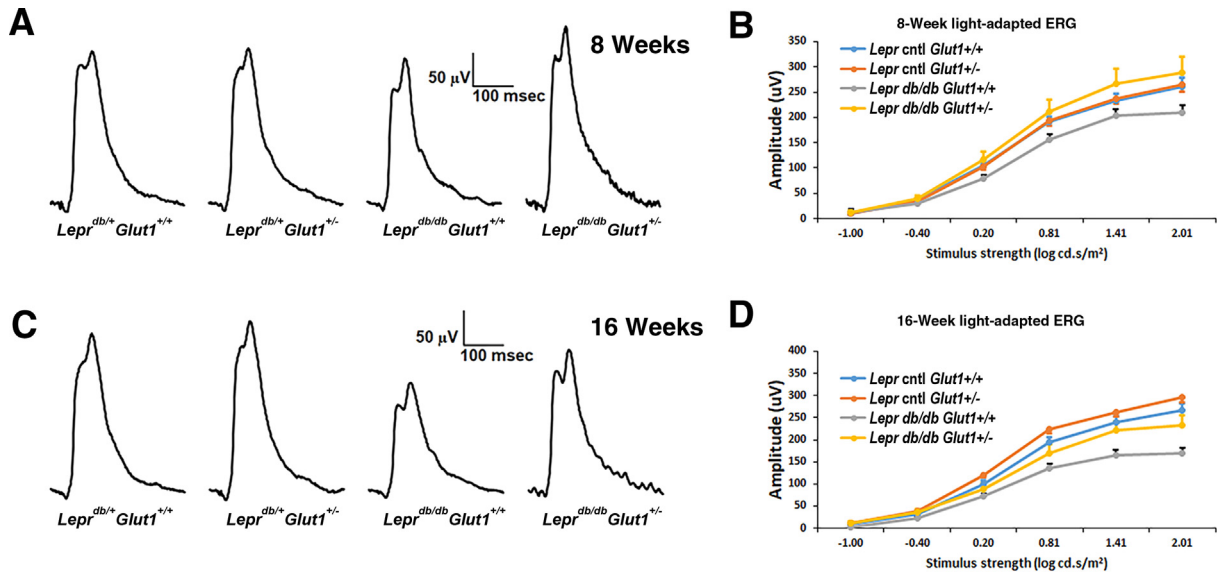 A
8 Weeks
50 μV
100 msec
Lepr^db/+ Glut1^+/+
Lepr^db/+ Glut1^+/-
Lepr^db/db Glut1^+/+
Lepr^db/db Glut1^+/-
B
8-Week light-adapted ERG
Amplitude (uV)
350
300
250
200
150
100
50
0
Lepr cntl Glut1+/+
Lepr cntl Glut1+/-
Lepr db/db Glut1+/+
Lepr db/db Glut1+/-
-1.00 -0.40 0.20 0.81 1.41 2.01
Stimulus strength (log cd.s/m²)
C
16 Weeks
50 μV
100 msec
Lepr^db/+ Glut1^+/+
Lepr^db/+ Glut1^+/-
Lepr^db/db Glut1^+/+
Lepr^db/db Glut1^+/-
D
16-Week light-adapted ERG
Amplitude (uV)
400
350
300
250
200
150
100
50
0
Lepr cntl Glut1+/+
Lepr cntl Glut1+/-
Lepr db/db Glut1+/+
Lepr db/db Glut1+/-
-1.00 -0.40 0.20 0.81 1.41 2.01
Stimulus strength (log cd.s/m²)